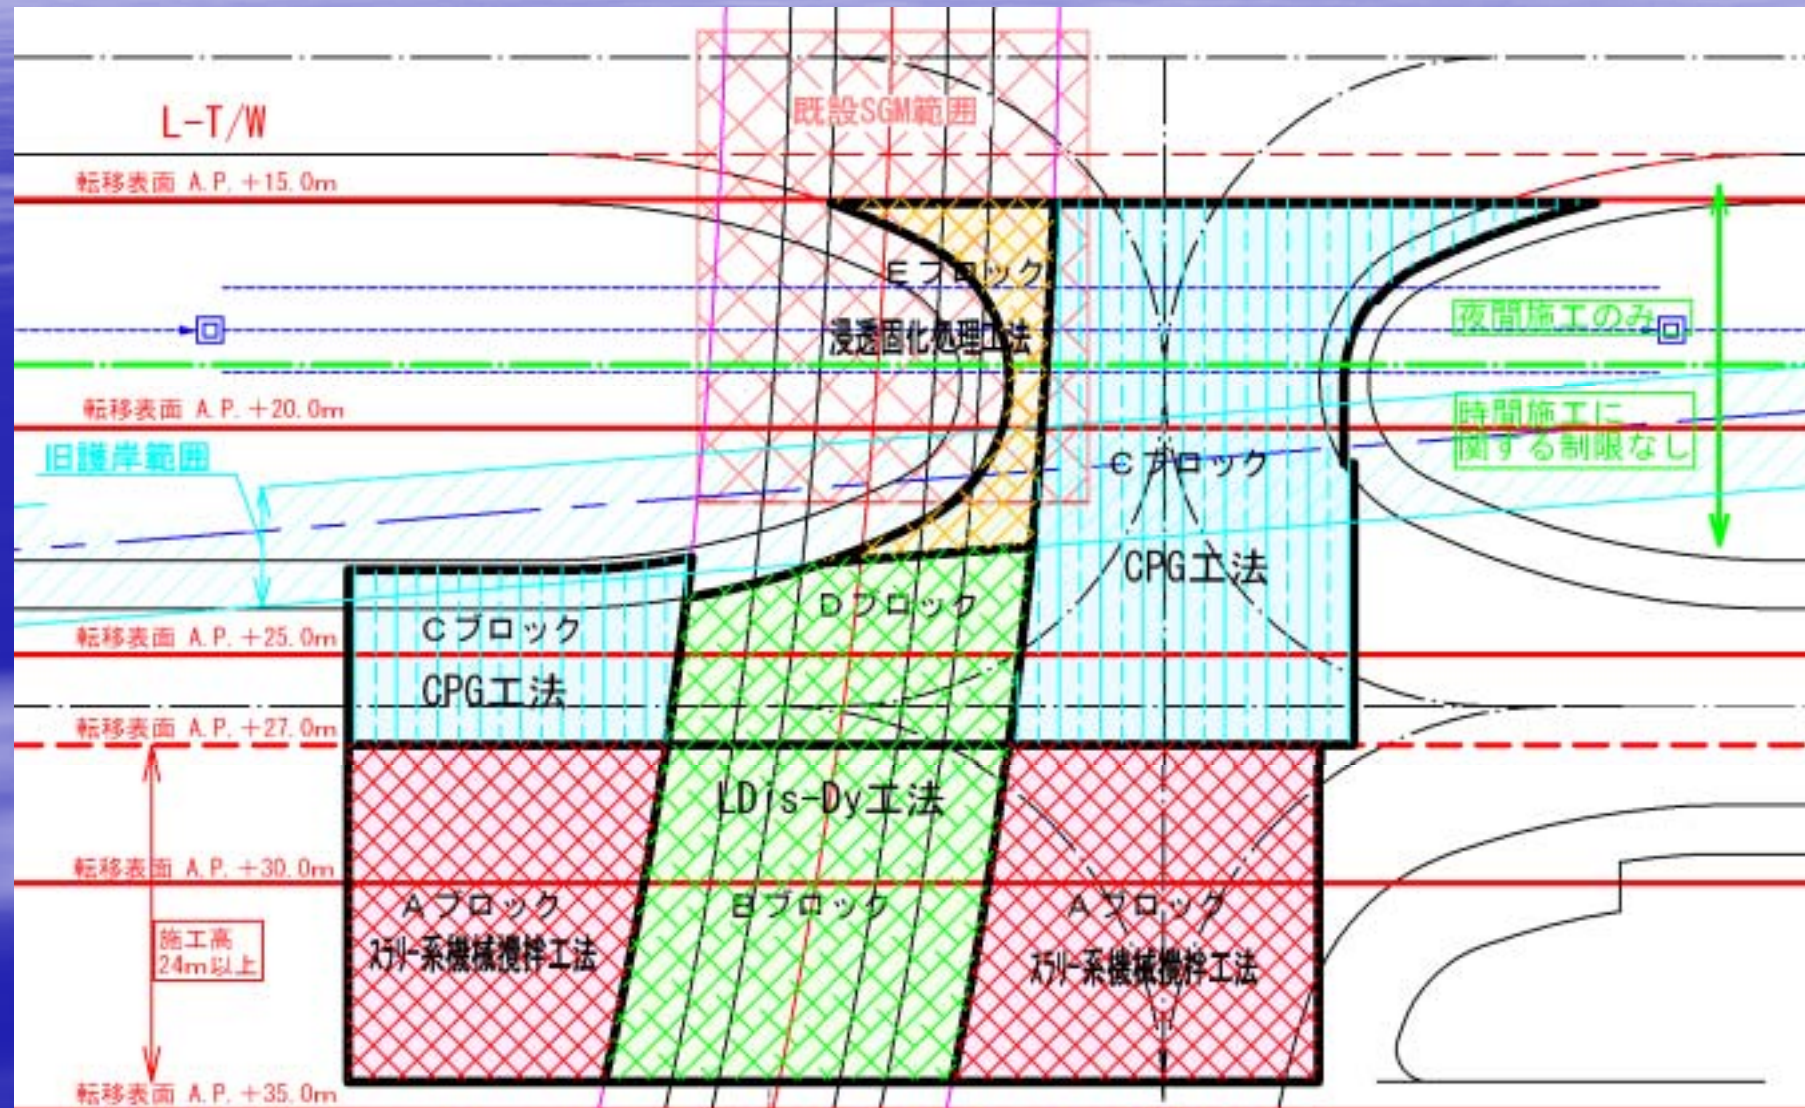 既設SGM範囲
L-T/W
転移表面 A.P.+15.0m
Eブロック
浸透固化処理工法
夜間施工のみ
転移表面 A.P.+20.0m
時間施工に
関する制限なし
旧護岸範囲
Cブロック
CPG工法
Dブロック
Cブロック
CPG工法
転移表面 A.P.+25.0m
転移表面 A.P.+27.0m
LDis-Dy工法
転移表面 A.P.+30.0m
Aブロック
スラリー系機械攪拌工法
Bブロック
Aブロック
スラリー系機械攪拌工法
施工高
24m以上
転移表面 A.P.+35.0m